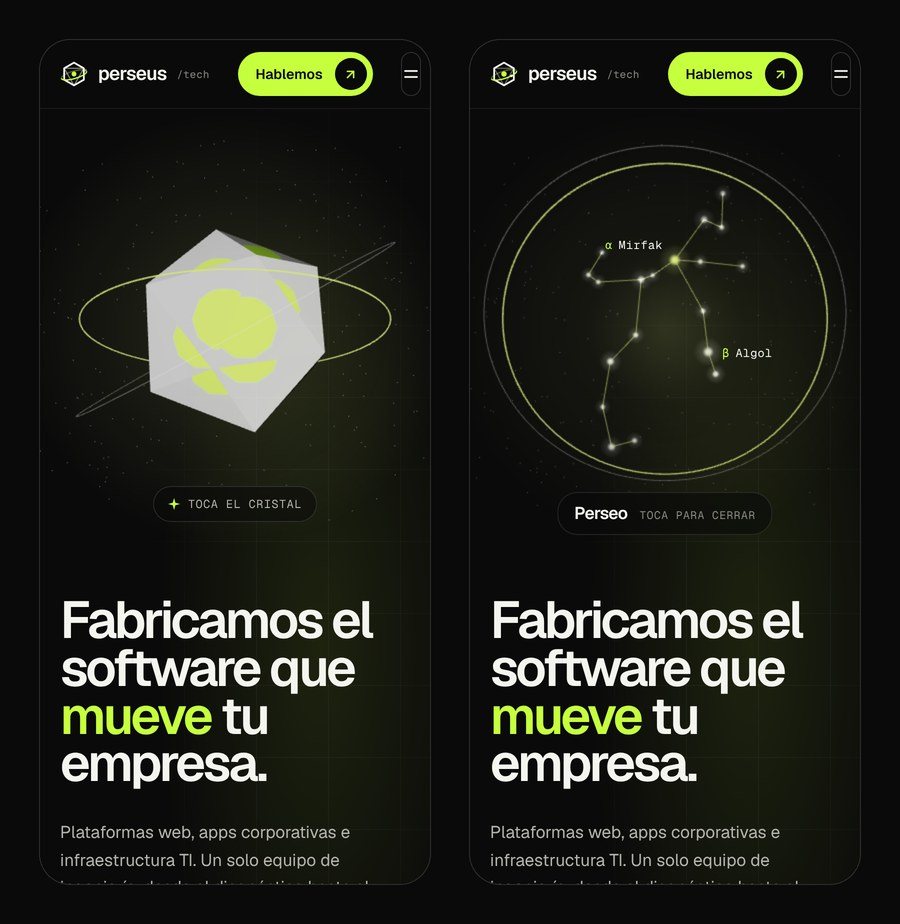 perseus /tech Hablemos
TOCA EL CRISTAL
Fabricamos el
software que
mueve tu
empresa.
Plataformas web, apps corporativas e
infraestructura TI. Un solo equipo de
perseus /tech Hablemos
α Mirfak
β Algol
Perseo TOCA PARA CERRAR
Fabricamos el
software que
mueve tu
empresa.
Plataformas web, apps corporativas e
infraestructura TI. Un solo equipo de